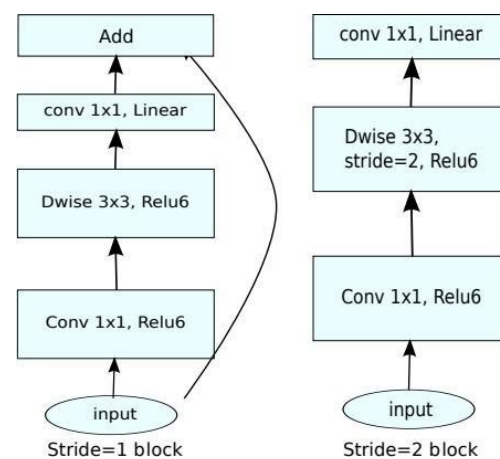 Add
conv 1x1, Linear
Dwise 3x3, Relu6
Conv 1x1, Relu6
input
Stride=1 block
conv 1x1, Linear
Dwise 3x3,
stride=2, Relu6
Conv 1x1, Relu6
input
Stride=2 block